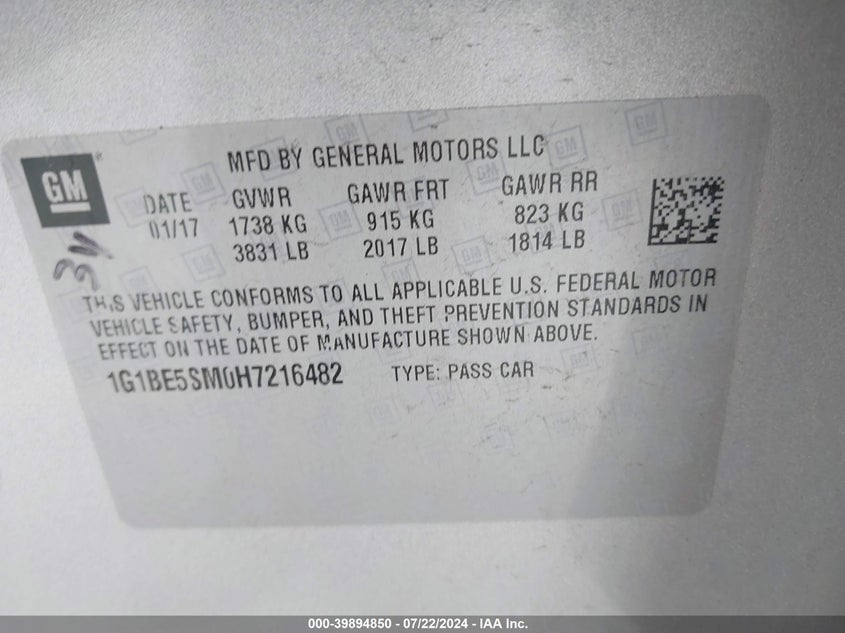 GM
MFD BY GENERAL MOTORS LLC
DATE GVWR GAWR FRT GAWR RR
01/17 1738 KG 915 KG 823 KG
3831 LB 2017 LB 1814 LB
THIS VEHICLE CONFORMS TO ALL APPLICABLE U.S. FEDERAL MOTOR
VEHICLE SAFETY, BUMPER, AND THEFT PREVENTION STANDARDS IN
EFFECT ON THE DATE OF MANUFACTURE SHOWN ABOVE.
1G1BE5SM0H7216482 TYPE: PASS CAR
000-39894850 - 07/22/2024 - IAA Inc.